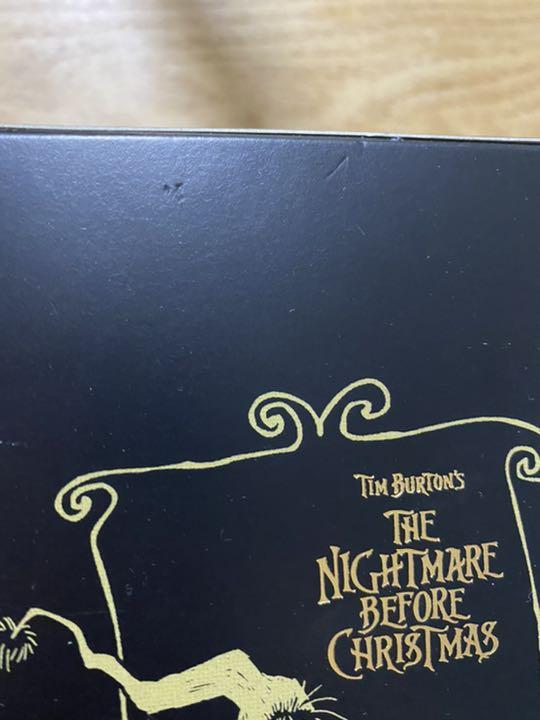 TIM BURTON'S
THE
NIGHTMARE
BEFORE
CHRISTMAS